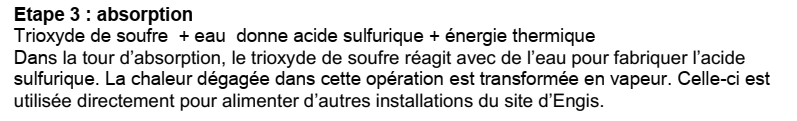 Etape 3 : absorption
Trioxyde de soufre  + eau  donne acide sulfurique + énergie thermique
Dans la tour d’absorption, le trioxyde de soufre réagit avec de l’eau pour fabriquer l’acide
sulfurique. La chaleur dégagée dans cette opération est transformée en vapeur. Celle-ci est
utilisée directement pour alimenter d’autres installations du site d’Engis.